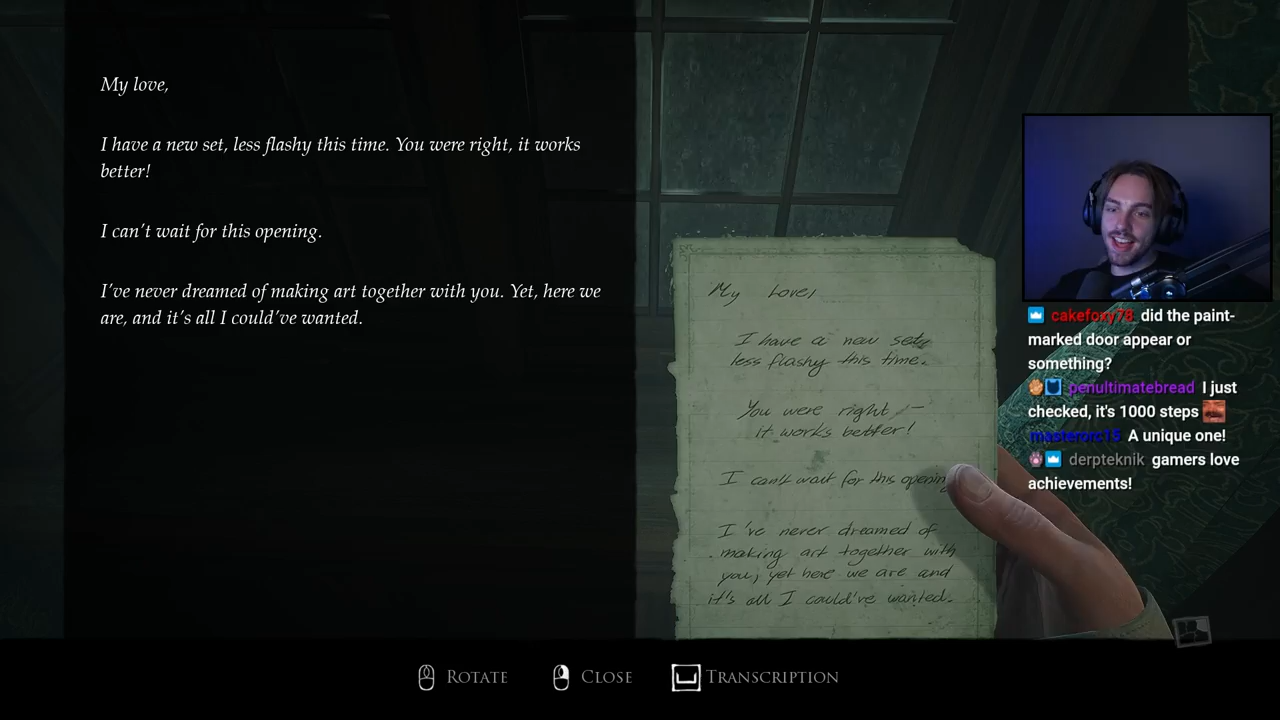 My love,
I have a new set, less flashy this time. You were right, it works
better!
I can't wait for this opening.
I've never dreamed of making art together with you. Yet, here we
are, and it's all I could've wanted.
My Love,
I have a new set,
less flashy this time.
You were right –
it works better!
I can't wait for this opening
I've never dreamed of
making art together with
you, yet here we are and
it's all I could've wanted.
cakefoxy78 did the paint-
marked door appear or
something?
penultimatebread I just
checked, it's 1000 steps
masterorc15 A unique one!
derpteknik gamers love
achievements!
ROTATE CLOSE TRANSCRIPTION